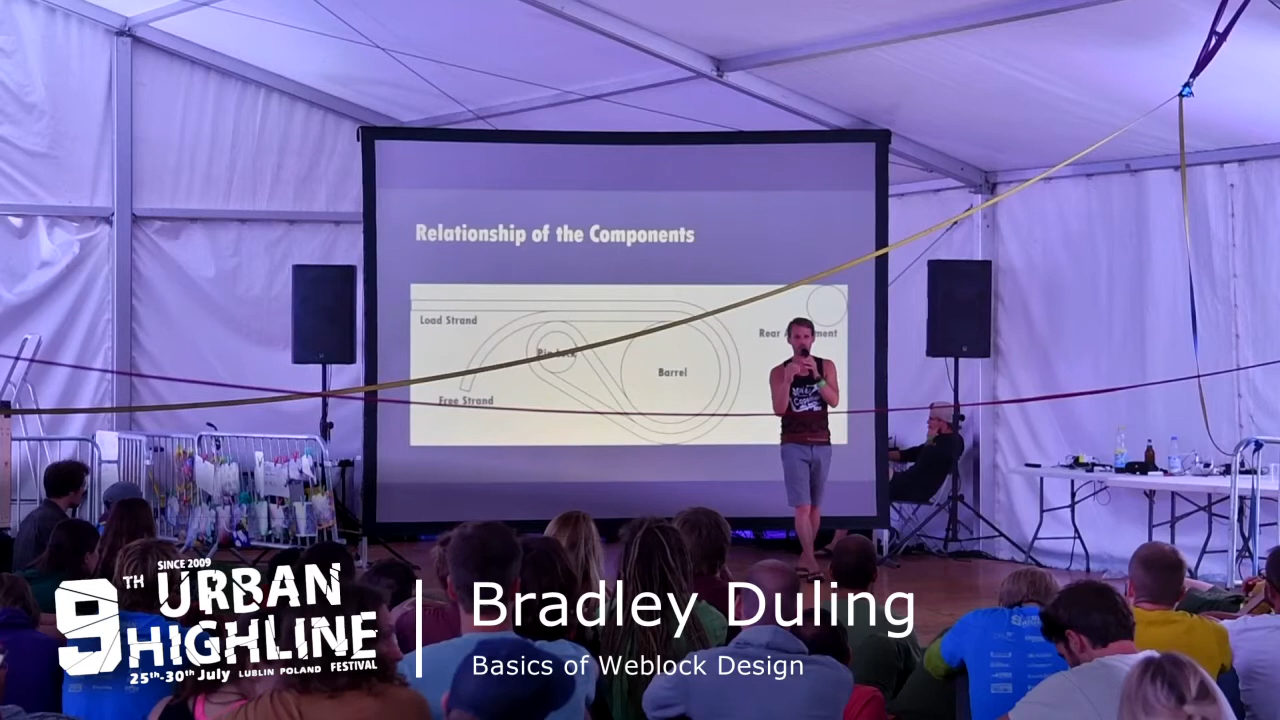 Relationship of the Components
Load Strand
Rear
Barrel
Free Strand
SINCE 2009
9TH URBAN
HIGHLINE
25th-30th July LUBLIN POLAND FESTIVAL
Bradley Duling
Basics of Weblock Design